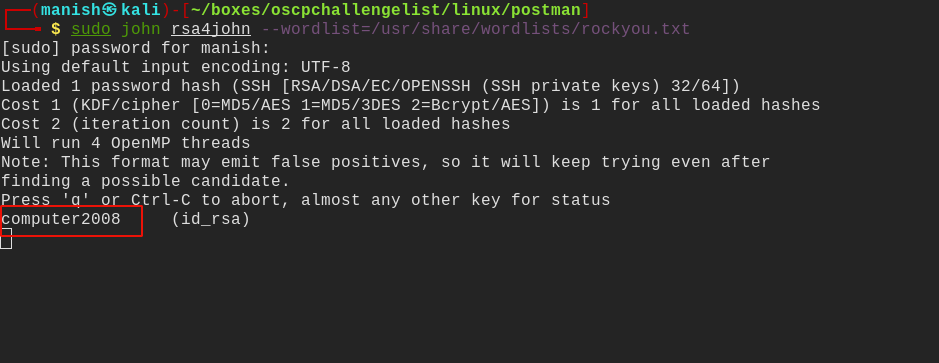 ┌──(manish㉿kali)-[~/boxes/oscpchallengelist/linux/postman]
└─╼ $ sudo john rsa4john --wordlist=/usr/share/wordlists/rockyou.txt
[sudo] password for manish:
Using default input encoding: UTF-8
Loaded 1 password hash (SSH [RSA/DSA/EC/OPENSSH (SSH private keys) 32/64])
Cost 1 (KDF/cipher [0=MD5/AES 1=MD5/3DES 2=Bcrypt/AES]) is 1 for all loaded hashes
Cost 2 (iteration count) is 2 for all loaded hashes
Will run 4 OpenMP threads
Note: This format may emit false positives, so it will keep trying even after
finding a possible candidate.
Press 'q' or Ctrl-C to abort, almost any other key for status
computer2008     (id_rsa)